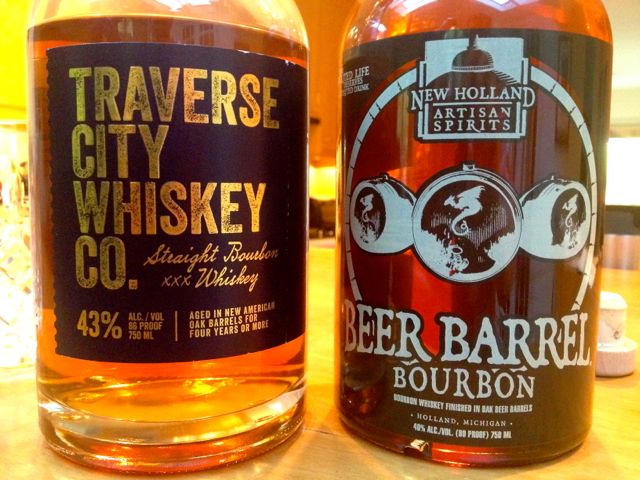 TRAVERSE
CITY
WHISKEY
CO.
Straight Bourbon
xxx Whiskey
43%
ALC. / VOL
86 PROOF
750 ML
AGED IN NEW AMERICAN
OAK BARRELS FOR
FOUR YEARS OR MORE
LIFE
DRINK
NEW HOLLAND
ARTISAN
SPIRITS
BEER BARREL
BOURBON
BOURBON WHISKEY FINISHED IN OAK BEER BARRELS
• HOLLAND, MICHIGAN •
40% ALC./VOL. (80 PROOF) 750 ML